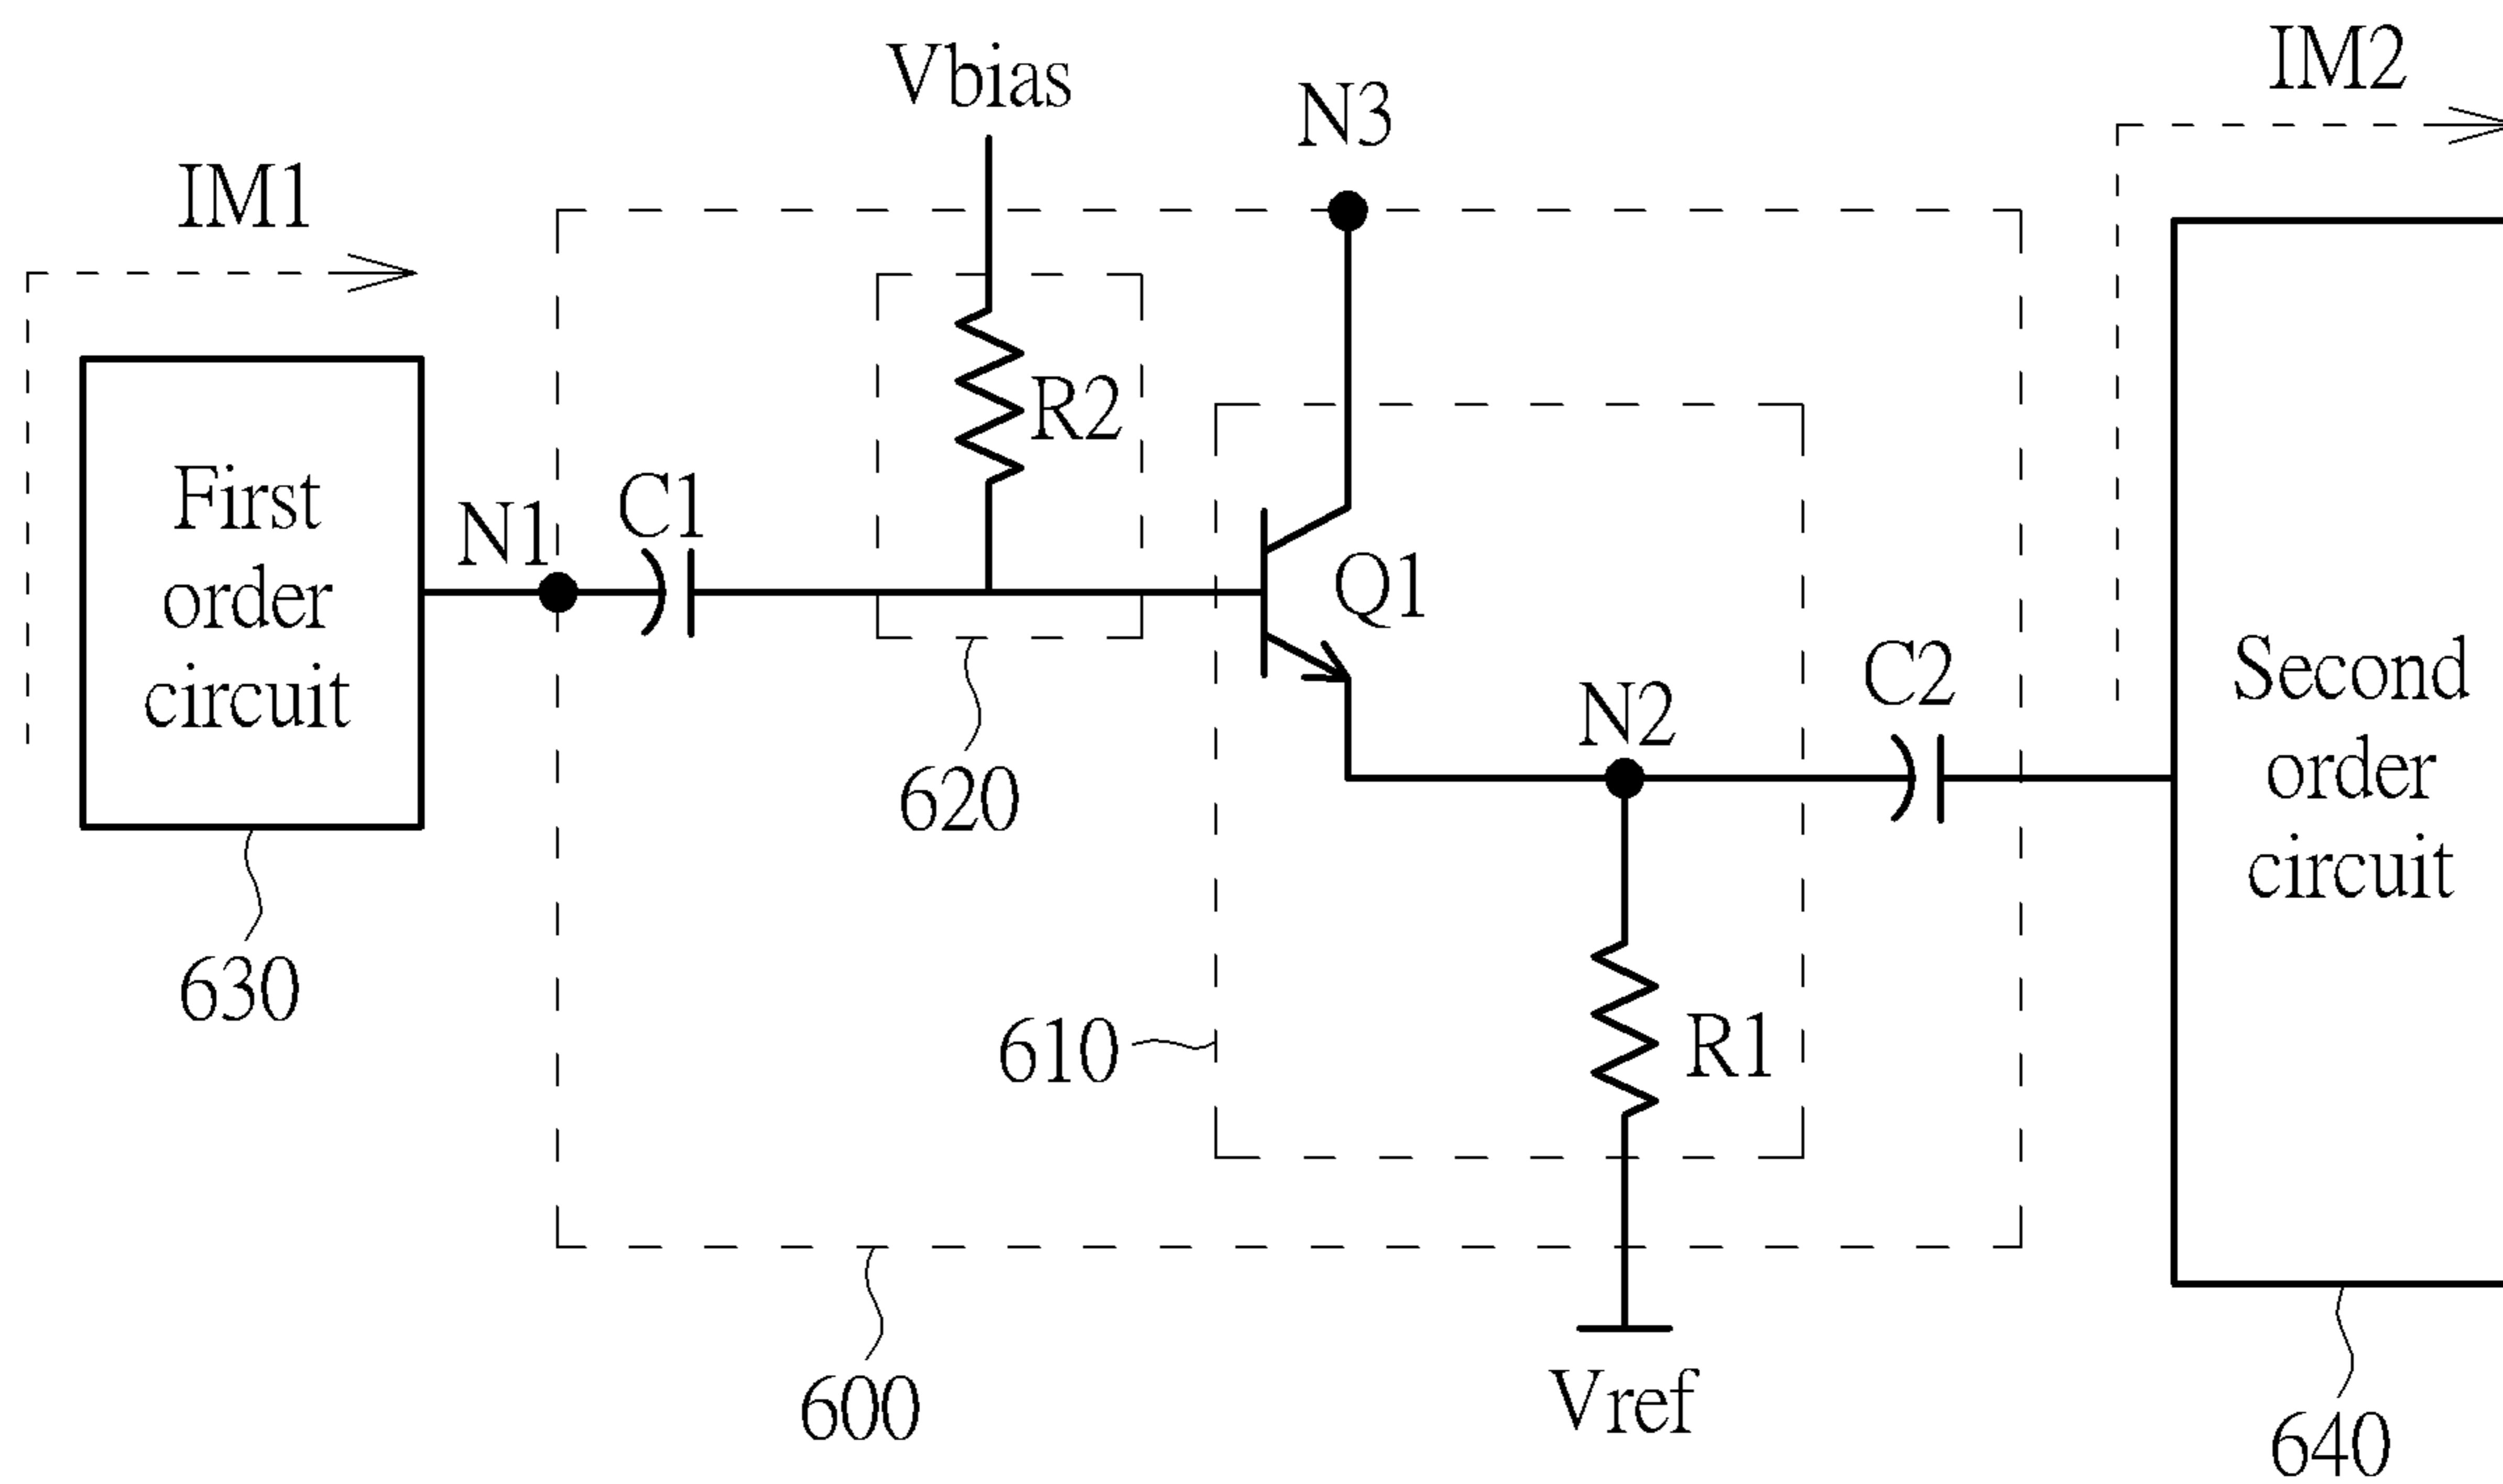 IM2
Vbias
N3
IM1
R2
First
order
circuit
N1
C1
Q1
C2
N2
Second
order
circuit
620
630
610
R1
600
Vref
640